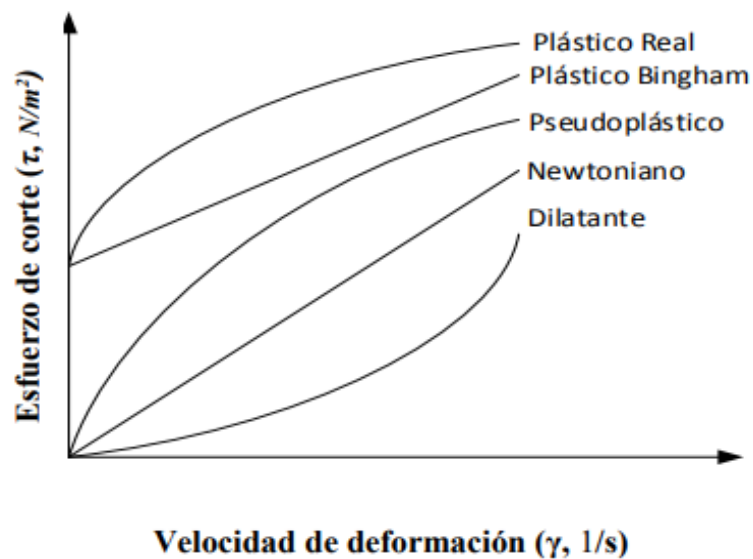 Plástico Real
Plástico Bingham
Pseudoplástico
Newtoniano
Dilatante
Esfuerzo de corte (τ, N/m²)
Velocidad de deformación (γ, 1/s)